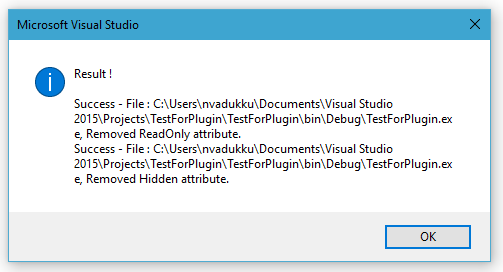 Microsoft Visual Studio
Result !
Success - File : C:\Users\nvadukku\Documents\Visual Studio
2015\Projects\TestForPlugin\TestForPlugin\bin\Debug\TestForPlugin.ex
e, Removed ReadOnly attribute.
Success - File : C:\Users\nvadukku\Documents\Visual Studio
2015\Projects\TestForPlugin\TestForPlugin\bin\Debug\TestForPlugin.ex
e, Removed Hidden attribute.
OK